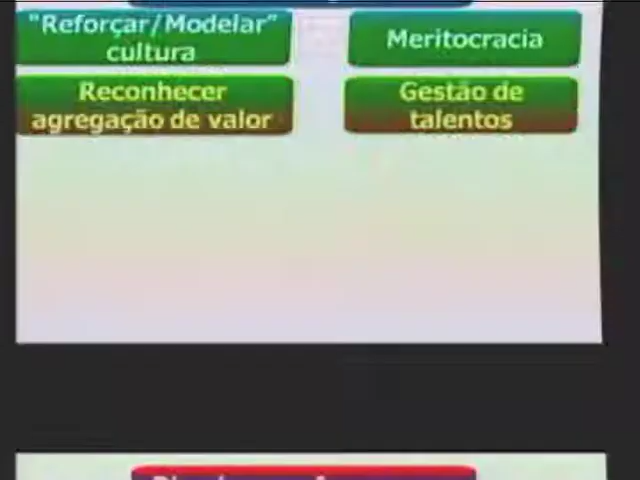 "Reforçar/Modelar"
cultura
Meritocracia
Reconhecer
agregação de valor
Gestão de
talentos